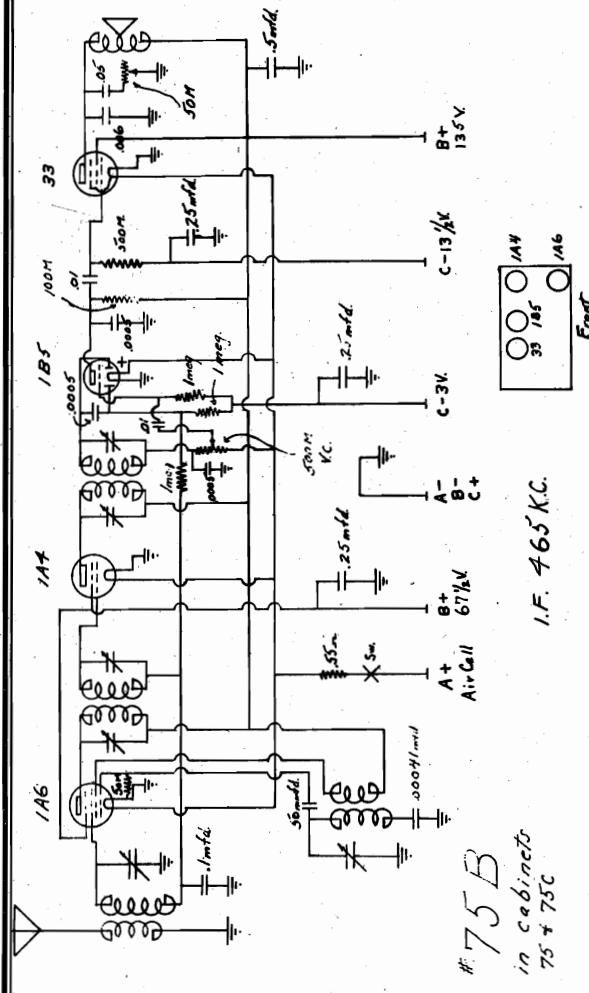 1A6
1A4
1B5
33
50M
.1mfd.
50mmfd
.00041mfd
.0005
.01
1meg
.0005
1meg
1meg.
500M
V.C.
.0005
+
100M
.01
500M.
.25mfd.
.006
.05
50M
.5mfd.
.55Ω
Sw.
.25mfd.
.25mfd.
A+
Air Cell
B+
67½V.
A-
B-
C+
C-3V.
C-13½V.
B+
135V.
#75B
in cabinets
75 & 75C
I.F. 465 K.C.
33
1B5
1A4
1A6
Front